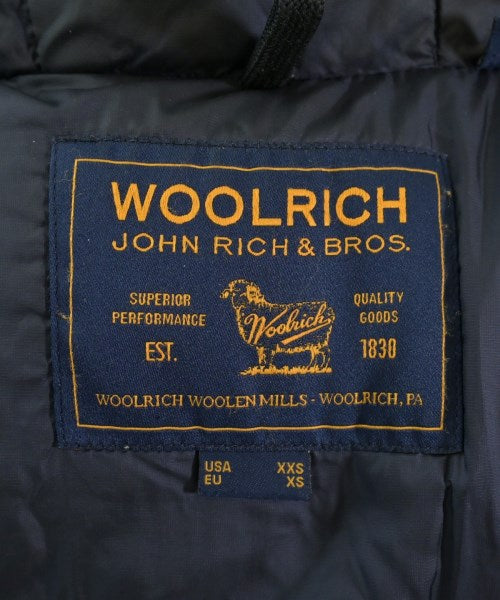 WOOLRICH
JOHN RICH & BROS.
SUPERIOR
PERFORMANCE
EST.
Woolrich
QUALITY
GOODS
1830
WOOLRICH WOOLEN MILLS - WOOLRICH, PA
USA XXS
EU XS